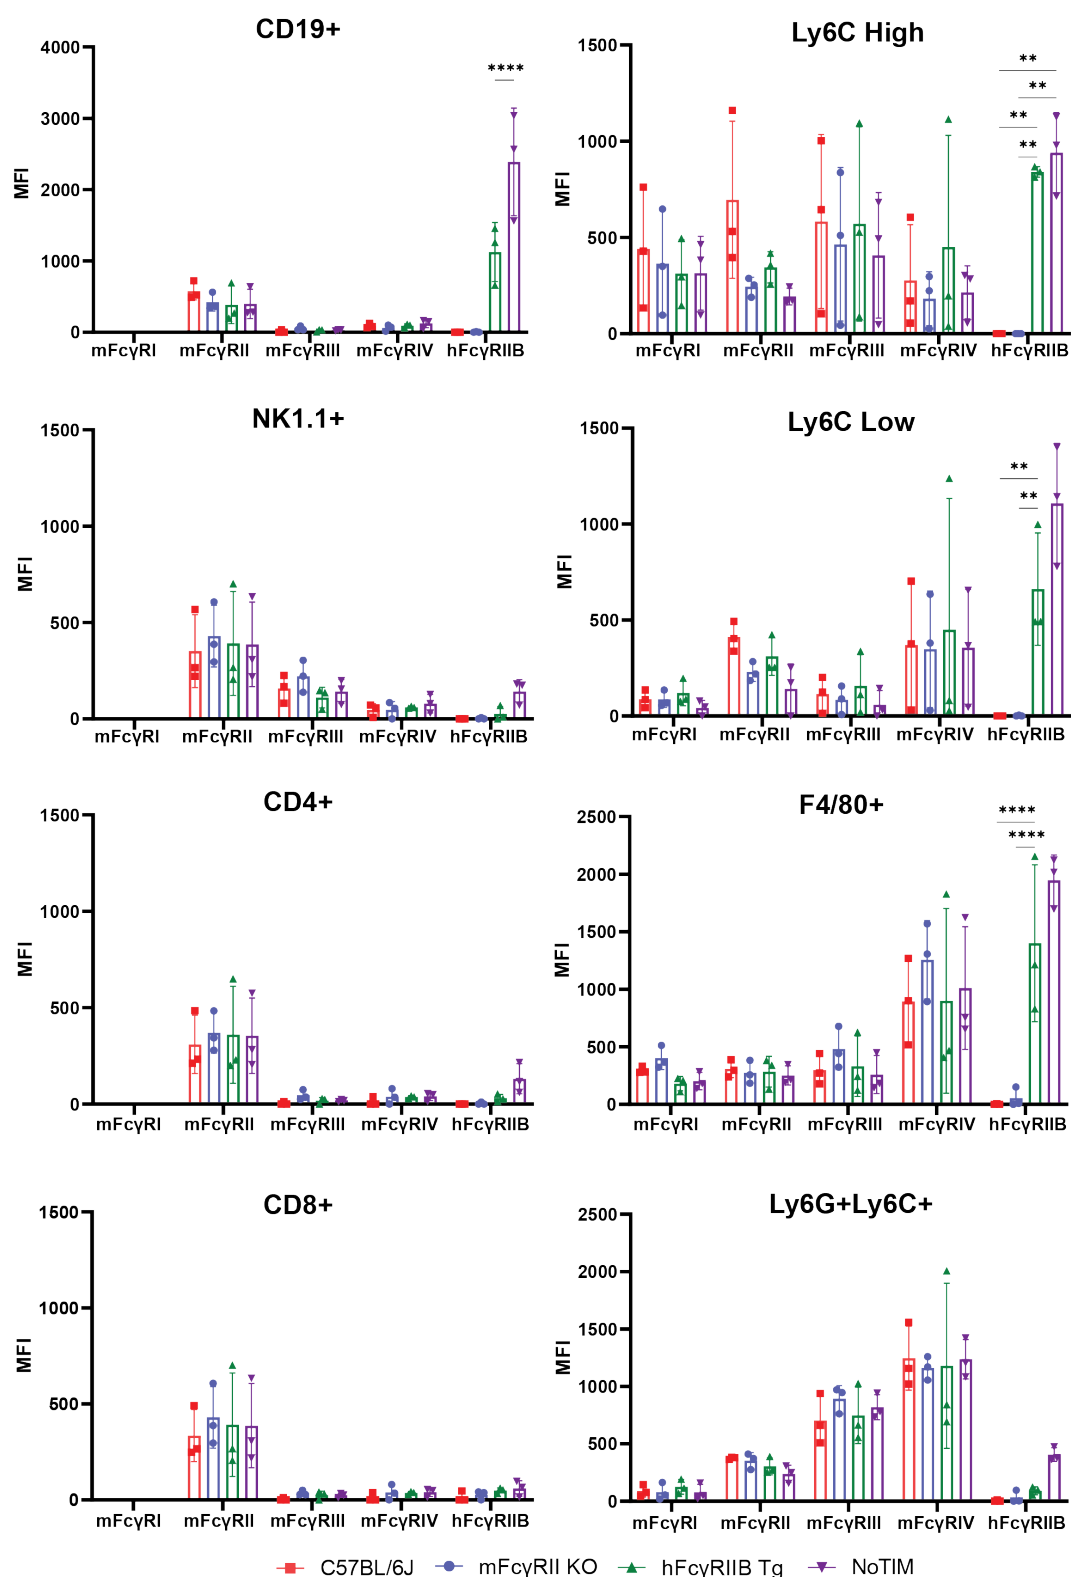 CD19+
4000
3000
2000
1000
0
MFI
****
mFcγRI mFcγRII mFcγRIII mFcγRIV hFcγRIIB
Ly6C High
1500
1000
500
0
MFI
**
**
**
**
mFcγRI mFcγRII mFcγRIII mFcγRIV hFcγRIIB
NK1.1+
1500
1000
500
0
MFI
mFcγRI mFcγRII mFcγRIII mFcγRIV hFcγRIIB
Ly6C Low
1500
1000
500
0
MFI
**
**
mFcγRI mFcγRII mFcγRIII mFcγRIV hFcγRIIB
CD4+
1500
1000
500
0
MFI
mFcγRI mFcγRII mFcγRIII mFcγRIV hFcγRIIB
F4/80+
2500
2000
1500
1000
500
0
MFI
****
****
mFcγRI mFcγRII mFcγRIII mFcγRIV hFcγRIIB
CD8+
1500
1000
500
0
MFI
mFcγRI mFcγRII mFcγRIII mFcγRIV hFcγRIIB
Ly6G+Ly6C+
2500
2000
1500
1000
500
0
MFI
mFcγRI mFcγRII mFcγRIII mFcγRIV hFcγRIIB
C57BL/6J mFcγRII KO hFcγRIIB Tg NoTIM